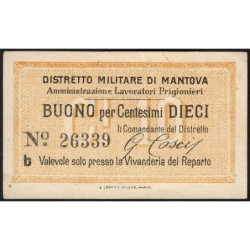 DISTRETTO MILITARE DI MANTOVA
Amministrazione Lavoratori Prigionieri
BUONO per Centesimi DIECI
Il Comandante del Distretto
No 26339
b Valevole solo presso la Vivanderia del Reparto